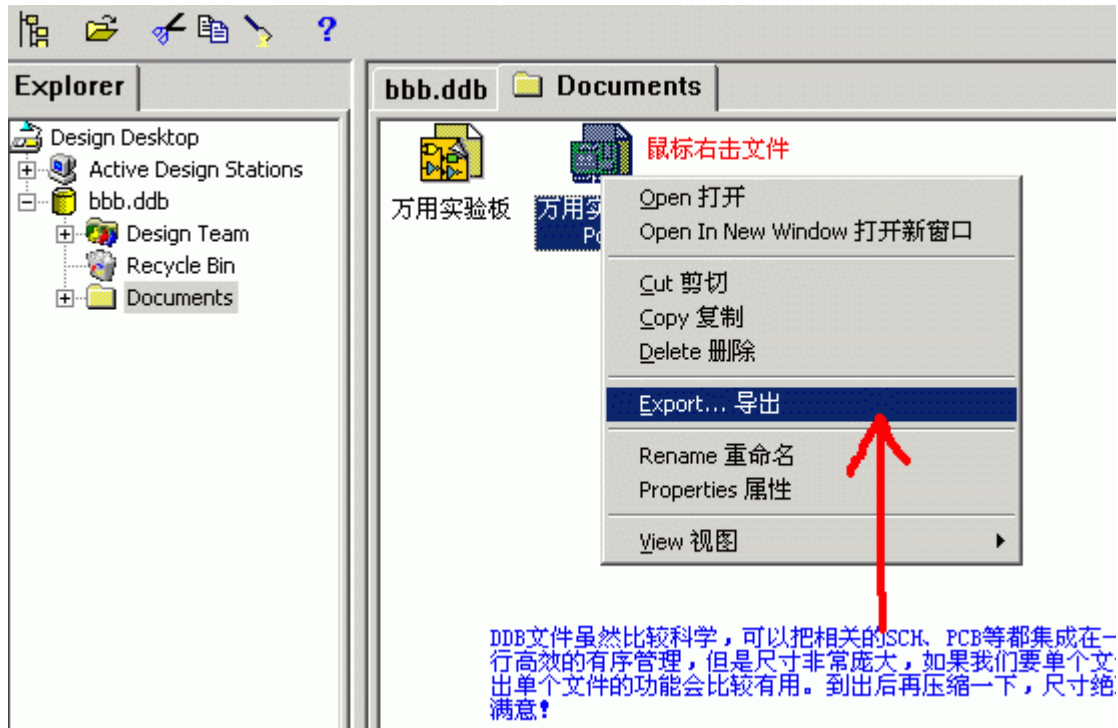 ?
Explorer
bbb.ddb
Documents
Design Desktop
Active Design Stations
bbb.ddb
Design Team
Recycle Bin
Documents
鼠标右击文件
万用实验板
万用实
Open 打开
Open In New Window 打开新窗口
Cut 剪切
Copy 复制
Delete 删除
Export... 导出
Rename 重命名
Properties 属性
View 视图
DDB文件虽然比较科学，可以把相关的SCH、PCB等都集成在一
行高效的有序管理，但是尺寸非常庞大，如果我们要单个文
出单个文件的功能会比较有用。到出后再压缩一下，尺寸绝
满意！